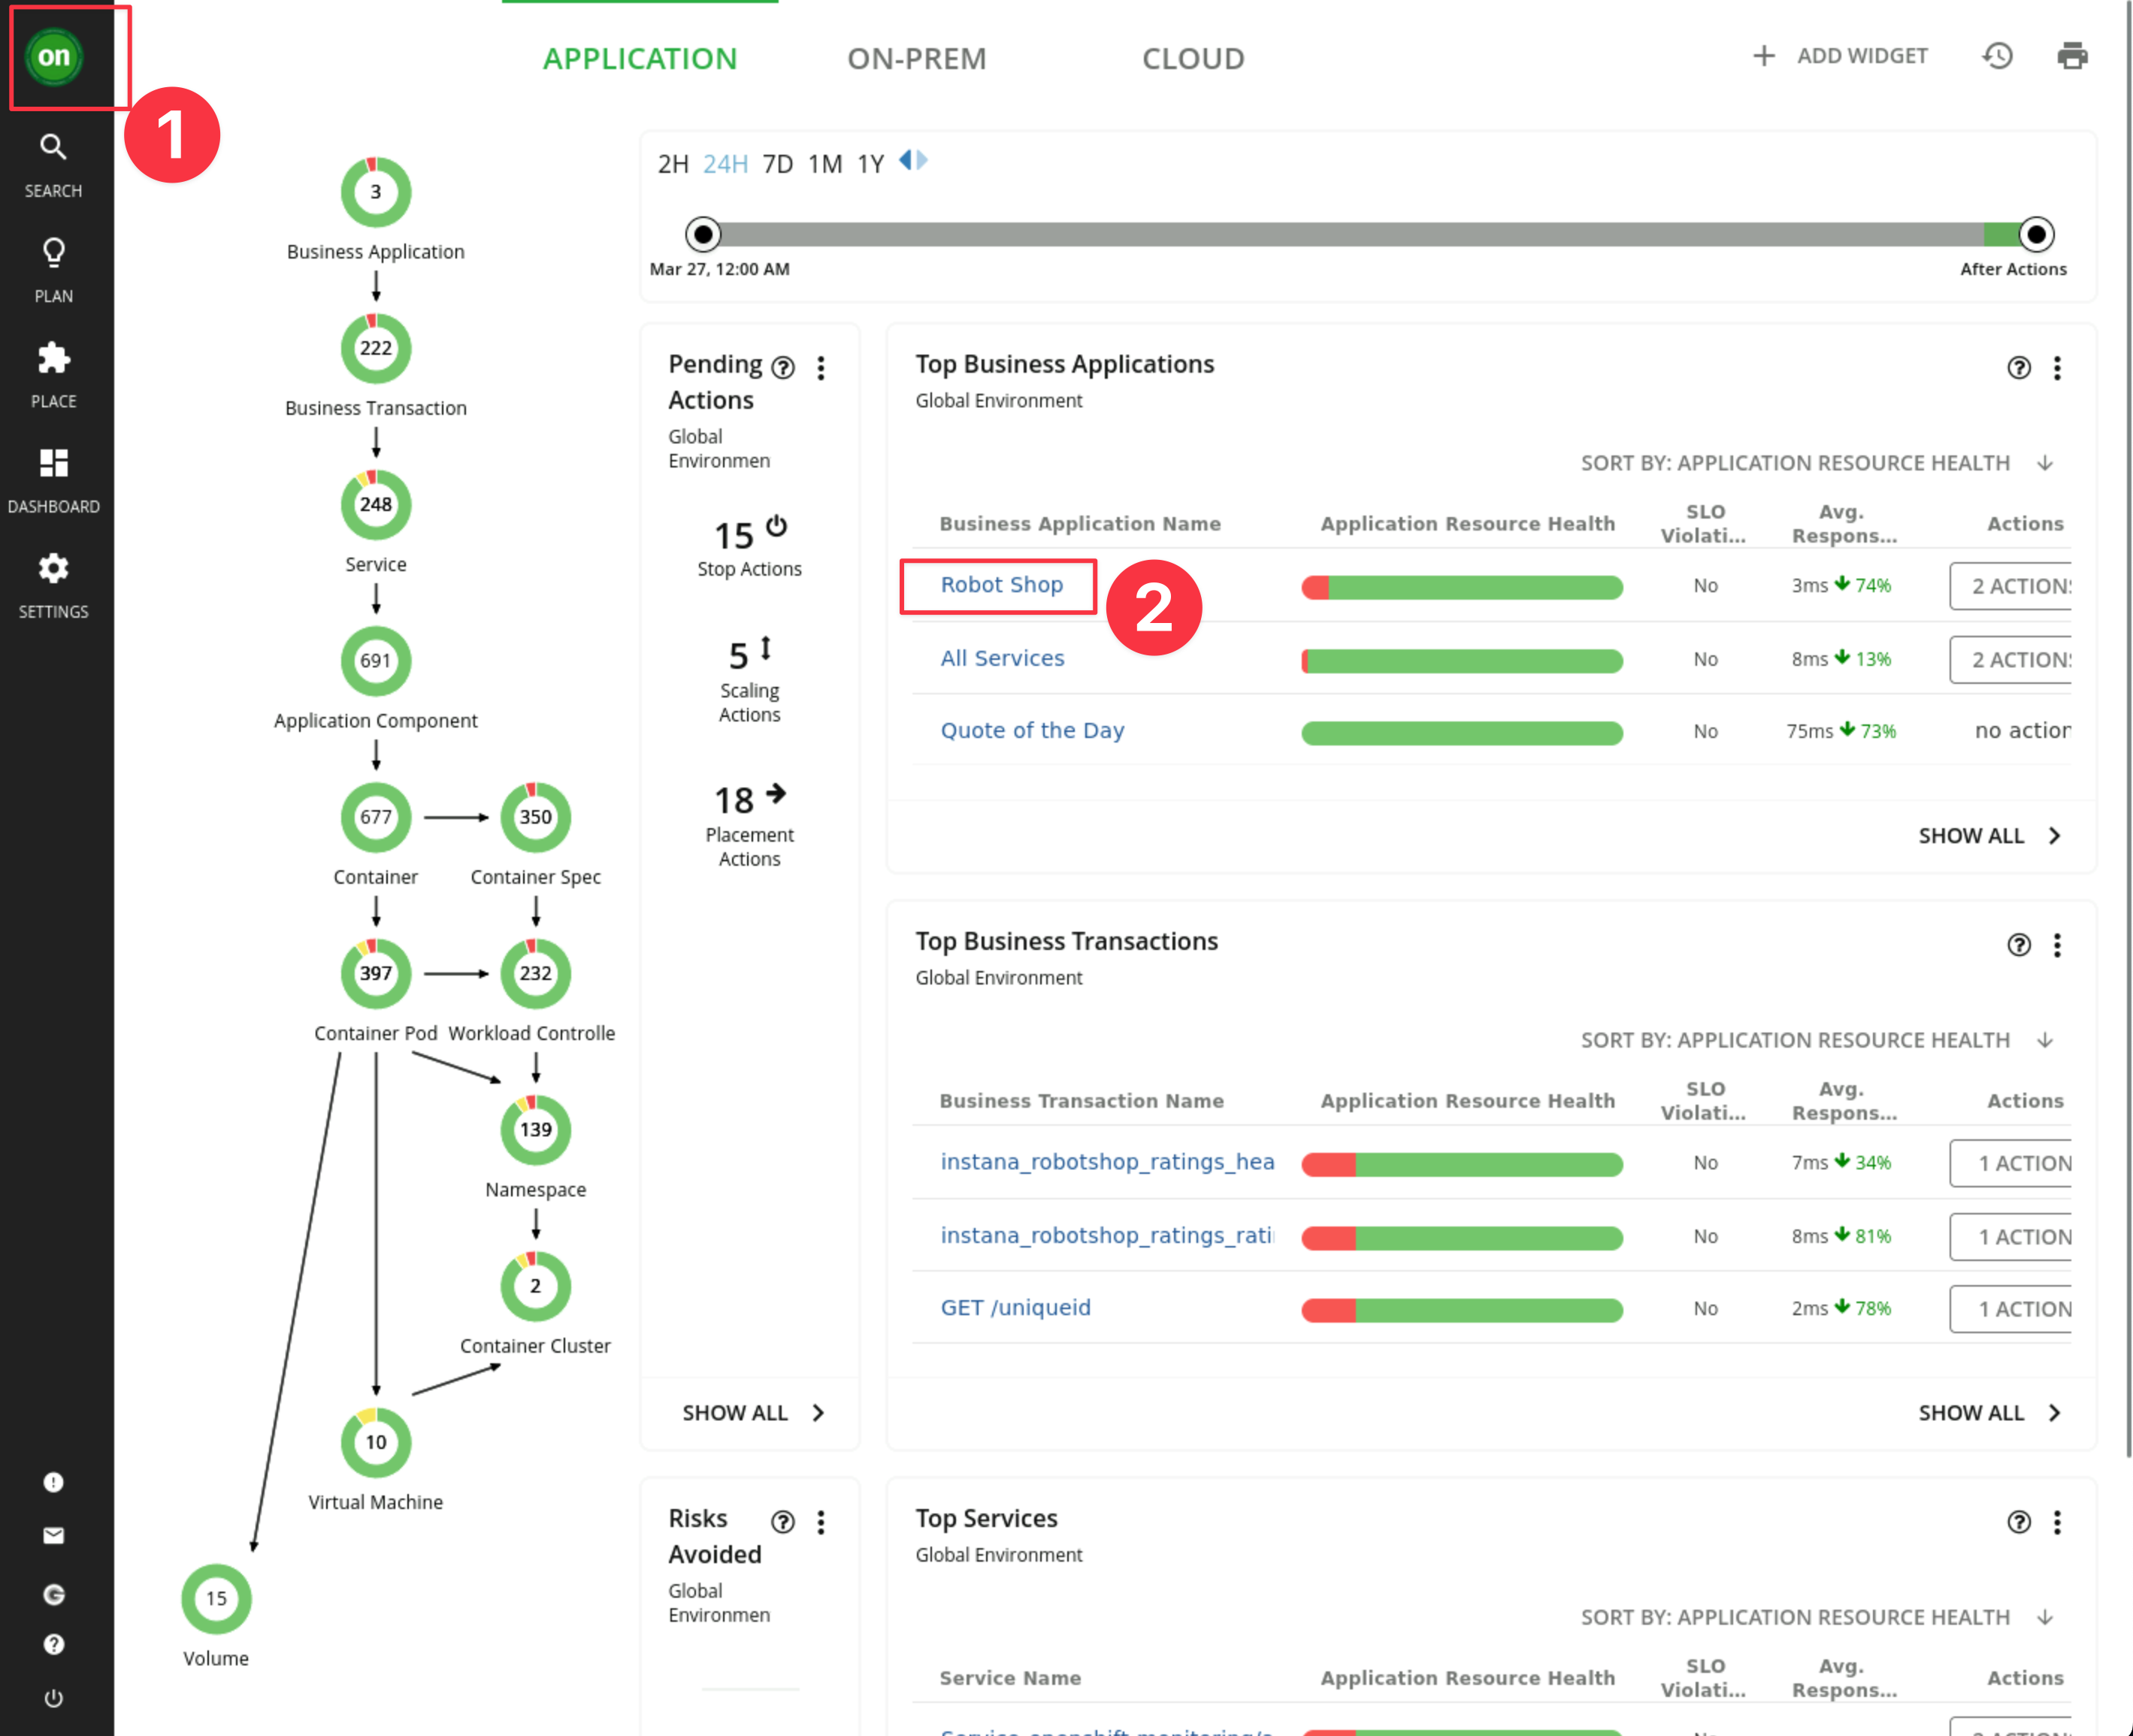 on
1
SEARCH
PLAN
PLACE
DASHBOARD
SETTINGS
APPLICATION
ON-PREM
CLOUD
ADD WIDGET
3
Business Application
222
Business Transaction
248
Service
691
Application Component
677
350
Container
Container Spec
397
232
Container Pod
Workload Controlle
139
Namespace
2
Container Cluster
10
Virtual Machine
15
Volume
2H 24H 7D 1M 1Y
Mar 27, 12:00 AM
After Actions
Pending
Actions
Global
Environmen
15
Stop Actions
5
Scaling
Actions
18
Placement
Actions
SHOW ALL
Risks
Avoided
Global
Environmen
Top Business Applications
Global Environment
SORT BY: APPLICATION RESOURCE HEALTH
Business Application Name Application Resource Health SLO Violati... Avg. Respons... Actions
Robot Shop No 3ms 74% 2 ACTIONS
2
All Services No 8ms 13% 2 ACTIONS
Quote of the Day No 75ms 73% no action
SHOW ALL
Top Business Transactions
Global Environment
SORT BY: APPLICATION RESOURCE HEALTH
Business Transaction Name Application Resource Health SLO Violati... Avg. Respons... Actions
instana_robotshop_ratings_hea No 7ms 34% 1 ACTION
instana_robotshop_ratings_rati No 8ms 81% 1 ACTION
GET /uniqueid No 2ms 78% 1 ACTION
SHOW ALL
Top Services
Global Environment
SORT BY: APPLICATION RESOURCE HEALTH
Service Name Application Resource Health SLO Violati... Avg. Respons... Actions